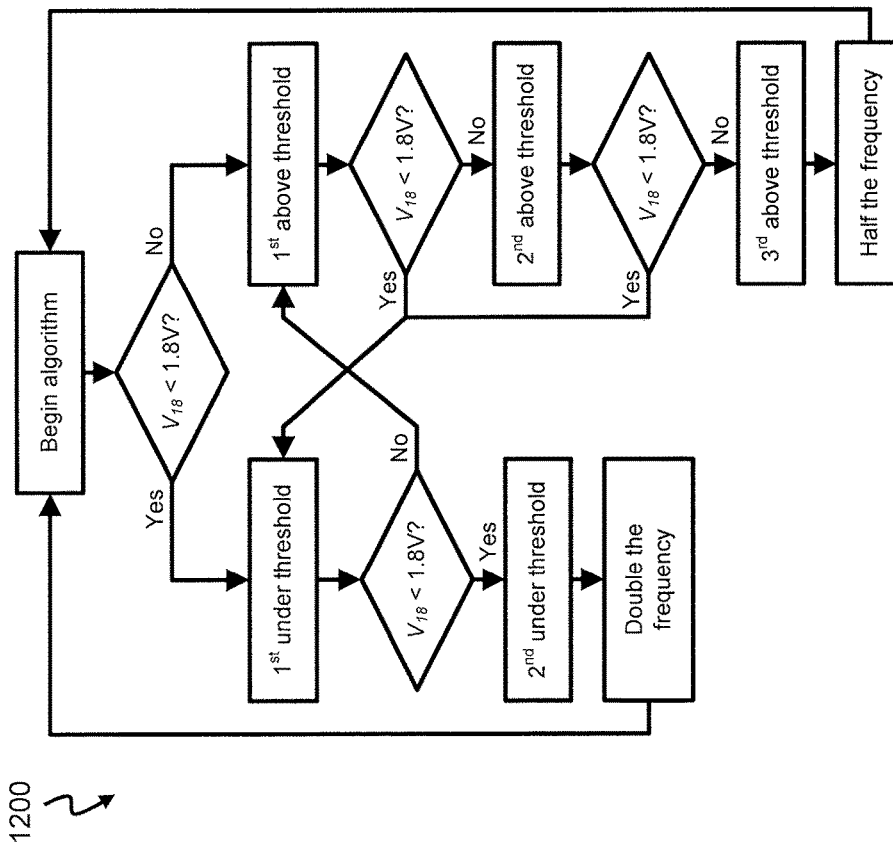 1200
Begin algorithm
V18 < 1.8V?
Yes
No
1st under threshold
1st above threshold
V18 < 1.8V?
No
Yes
V18 < 1.8V?
Yes
No
2nd under threshold
2nd above threshold
Double the
frequency
V18 < 1.8V?
Yes
No
3rd above threshold
Half the frequency